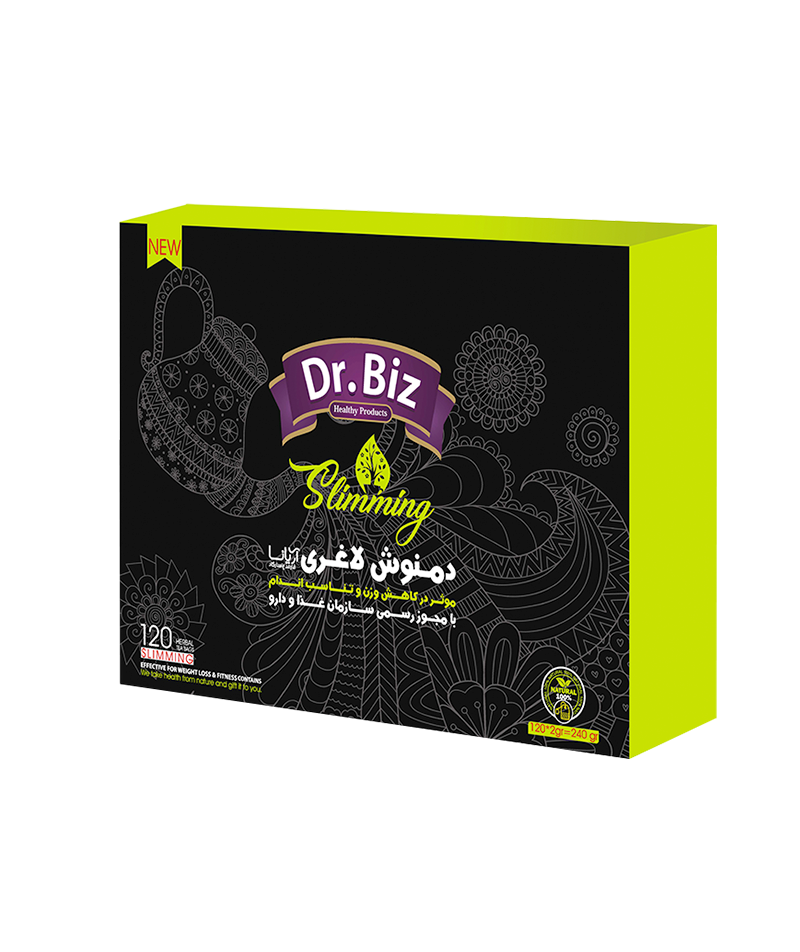 NEW
Dr. Biz
Healthy Products
Slimming
دمنوش لاغری آریانا
موثر در کاهش وزن و تناسب اندام
با مجوز رسمی سازمان غذا و دارو
120 HERBAL TEA BAGS
SLIMMING
EFFECTIVE FOR WEIGHT LOSS & FITNESS CONTAINS
We take health from nature and gift it to you.
NATURAL
100%
120*2gr=240 gr